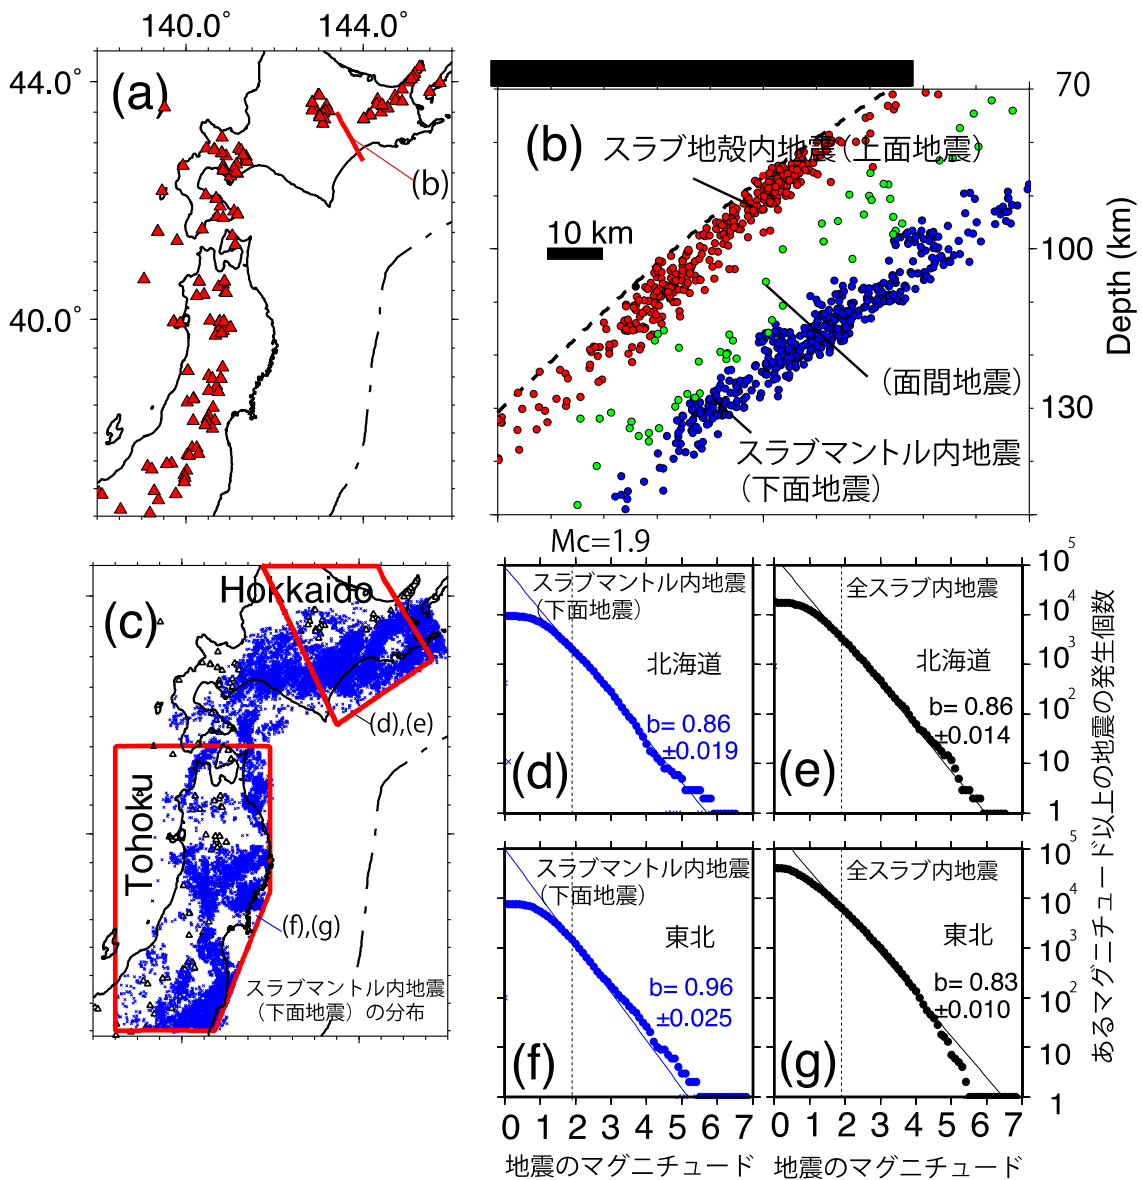 140.0° 144.0°
44.0°
40.0°
(a)
(b)
(b)
スラブ地殻内地震(上面地震)
10 km
(面間地震)
スラブマントル内地震
(下面地震)
70
100
130
Depth (km)
(c)
Hokkaido
(d),(e)
Tohoku
(f),(g)
スラブマントル内地震
(下面地震)の分布
Mc=1.9
スラブマントル内地震
(下面地震)
北海道
b= 0.86
±0.019
(d)
全スラブ内地震
北海道
b= 0.86
±0.014
(e)
10⁵
10⁴
10³
10²
10
1
スラブマントル内地震
(下面地震)
東北
b= 0.96
±0.025
(f)
全スラブ内地震
東北
b= 0.83
±0.010
(g)
10⁵
10⁴
10³
10²
10
1
あるマグニチュード以上の地震の発生個数
0 1 2 3 4 5 6 7
0 1 2 3 4 5 6 7
地震のマグニチュード
地震のマグニチュード